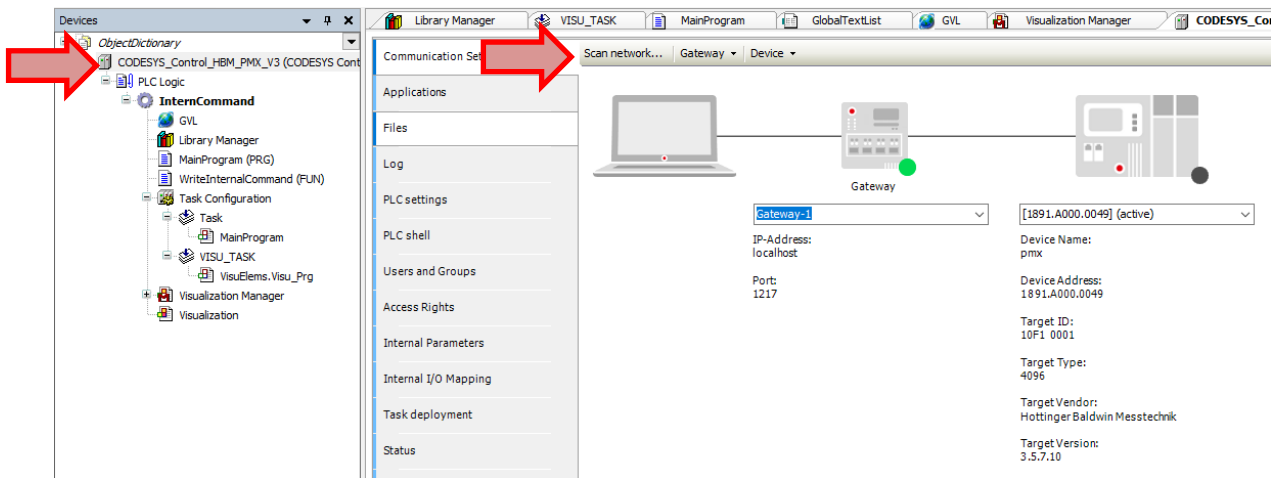 Devices
ObjectDictionary
CODESYS_Control_HBM_PMX_V3 (CODESYS Cont
PLC Logic
InternCommand
GVL
Library Manager
MainProgram (PRG)
WriteInternalCommand (FUN)
Task Configuration
Task
MainProgram
VISU_TASK
VisuElems.Visu_Prg
Visualization Manager
Visualization
Library Manager
VISU_TASK
MainProgram
GlobalTextList
GVL
Visualization Manager
CODESYS_Co
Communication Set
Applications
Files
Log
PLC settings
PLC shell
Users and Groups
Access Rights
Internal Parameters
Internal I/O Mapping
Task deployment
Status
Scan network...
Gateway
Device
Gateway
Gateway-1
IP-Address:
localhost
Port:
1217
[1891.A000.0049] (active)
Device Name:
pmx
Device Address:
1891.A000.0049
Target ID:
10F1 0001
Target Type:
4096
Target Vendor:
Hottinger Baldwin Messtechnik
Target Version:
3.5.7.10